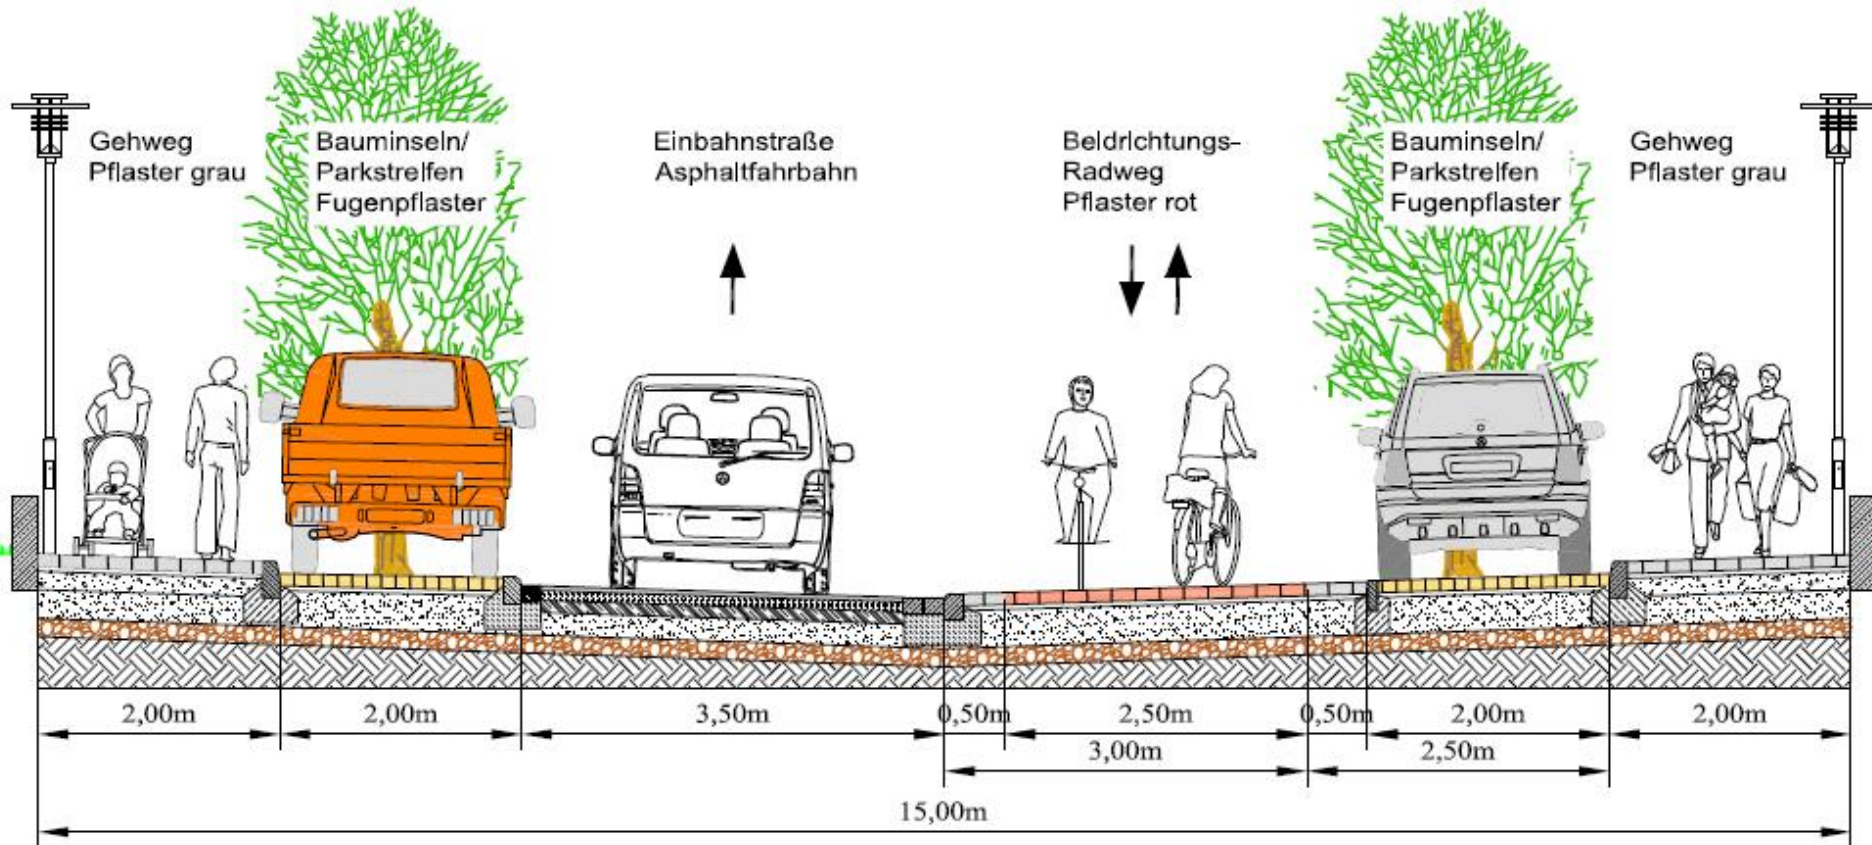 Gehweg
Pflaster grau
Bauminseln/
Parkstrelfen
Fugenpflaster
Einbahnstraße
Asphaltfahrbahn
Beldrlchtungs-
Radweg
Pflaster rot
Bauminseln/
Parkstrelfen
Fugenpflaster
Gehweg
Pflaster grau
2,00m
2,00m
3,50m
0,50m
2,50m
0,50m
2,00m
2,00m
3,00m
2,50m
15,00m